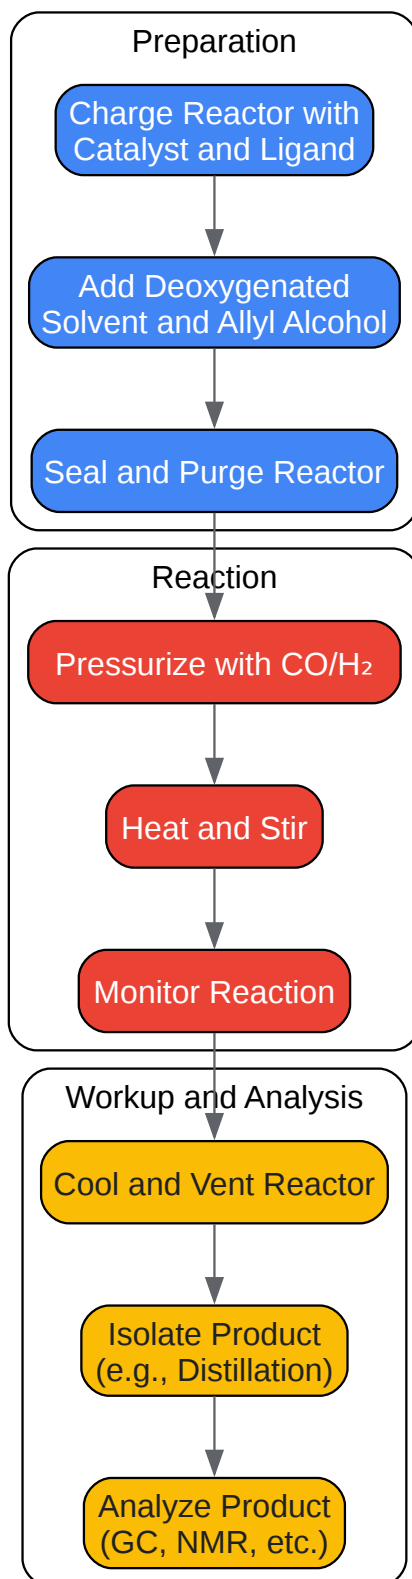 Preparation
Charge Reactor with
Catalyst and Ligand
Add Deoxygenated
Solvent and Allyl Alcohol
Seal and Purge Reactor
Reaction
Pressurize with CO/H₂
Heat and Stir
Monitor Reaction
Workup and Analysis
Cool and Vent Reactor
Isolate Product
(e.g., Distillation)
Analyze Product
(GC, NMR, etc.)